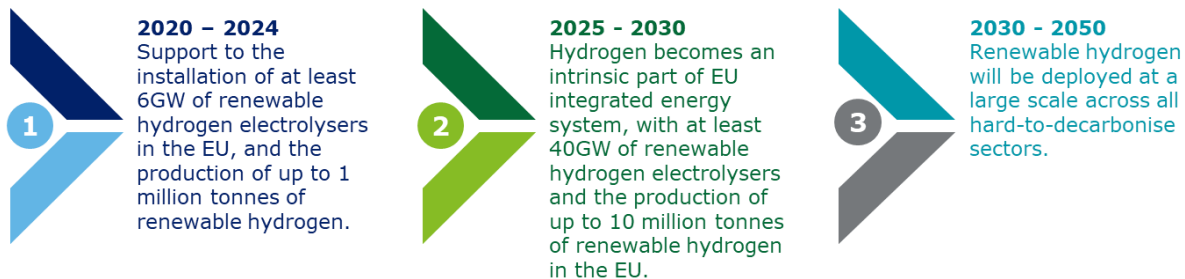 1
2020 – 2024
Support to the
installation of at least
6GW of renewable
hydrogen electrolysers
in the EU, and the
production of up to 1
million tonnes of
renewable hydrogen.
2
2025 - 2030
Hydrogen becomes an
intrinsic part of EU
integrated energy
system, with at least
40GW of renewable
hydrogen electrolysers
and the production of
up to 10 million tonnes
of renewable hydrogen
in the EU.
3
2030 - 2050
Renewable hydrogen
will be deployed at a
large scale across all
hard-to-decarbonise
sectors.